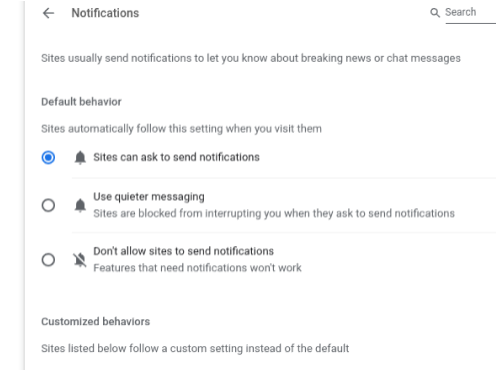 Notifications
Search
Sites usually send notifications to let you know about breaking news or chat messages
Default behavior
Sites automatically follow this setting when you visit them
Sites can ask to send notifications
Use quieter messaging
Sites are blocked from interrupting you when they ask to send notifications
Don't allow sites to send notifications
Features that need notifications won't work
Customized behaviors
Sites listed below follow a custom setting instead of the default